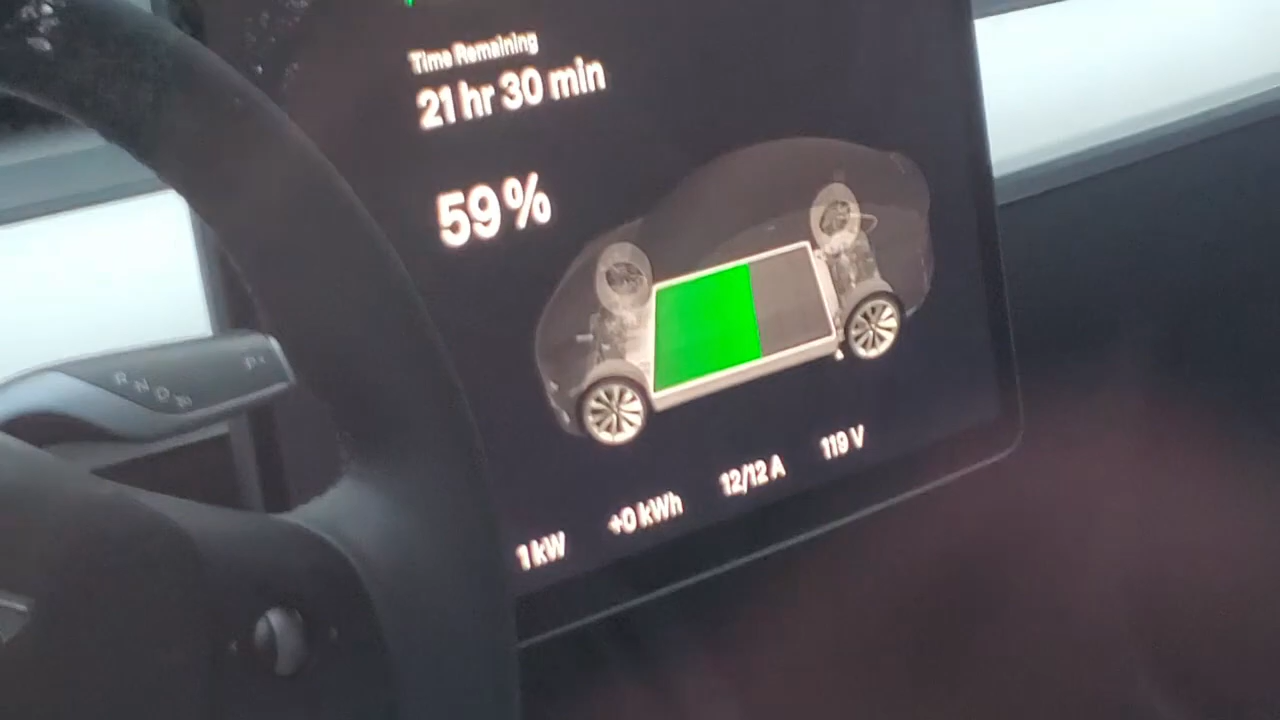 Time Remaining
21 hr 30 min
59%
1 kW
+0 kWh
12/12 A
119 V
R N D
P